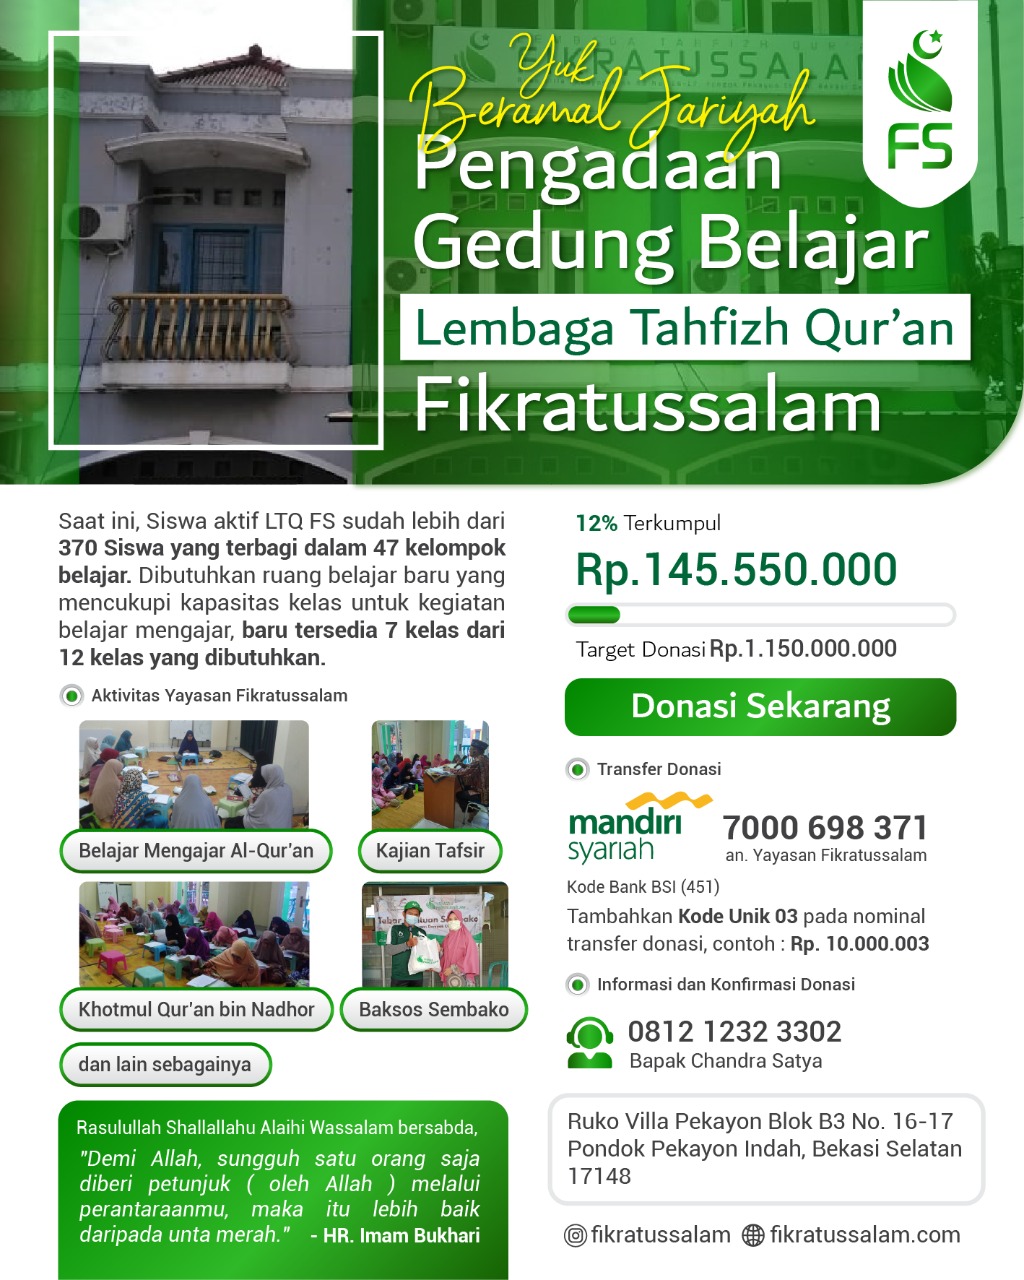 Yuk
Beramal Jariyah
Pengadaan
Gedung Belajar
Lembaga Tahfizh Qur'an
Fikratussalam
FS
Saat ini, Siswa aktif LTQ FS sudah lebih dari
370 Siswa yang terbagi dalam 47 kelompok
belajar. Dibutuhkan ruang belajar baru yang
mencukupi kapasitas kelas untuk kegiatan
belajar mengajar, baru tersedia 7 kelas dari
12 kelas yang dibutuhkan.
Aktivitas Yayasan Fikratussalam
Belajar Mengajar Al-Qur'an
Kajian Tafsir
Khotmul Qur'an bin Nadhor
Baksos Sembako
dan lain sebagainya
Rasulullah Shallallahu Alaihi Wassalam bersabda,
"Demi Allah, sungguh satu orang saja
diberi petunjuk ( oleh Allah ) melalui
perantaraanmu, maka itu lebih baik
daripada unta merah." - HR. Imam Bukhari
12% Terkumpul
Rp.145.550.000
Target Donasi Rp.1.150.000.000
Donasi Sekarang
Transfer Donasi
mandiri
syariah
7000 698 371
an. Yayasan Fikratussalam
Kode Bank BSI (451)
Tambahkan Kode Unik 03 pada nominal
transfer donasi, contoh : Rp. 10.000.003
Informasi dan Konfirmasi Donasi
0812 1232 3302
Bapak Chandra Satya
Ruko Villa Pekayon Blok B3 No. 16-17
Pondok Pekayon Indah, Bekasi Selatan
17148
fikratussalam fikratussalam.com